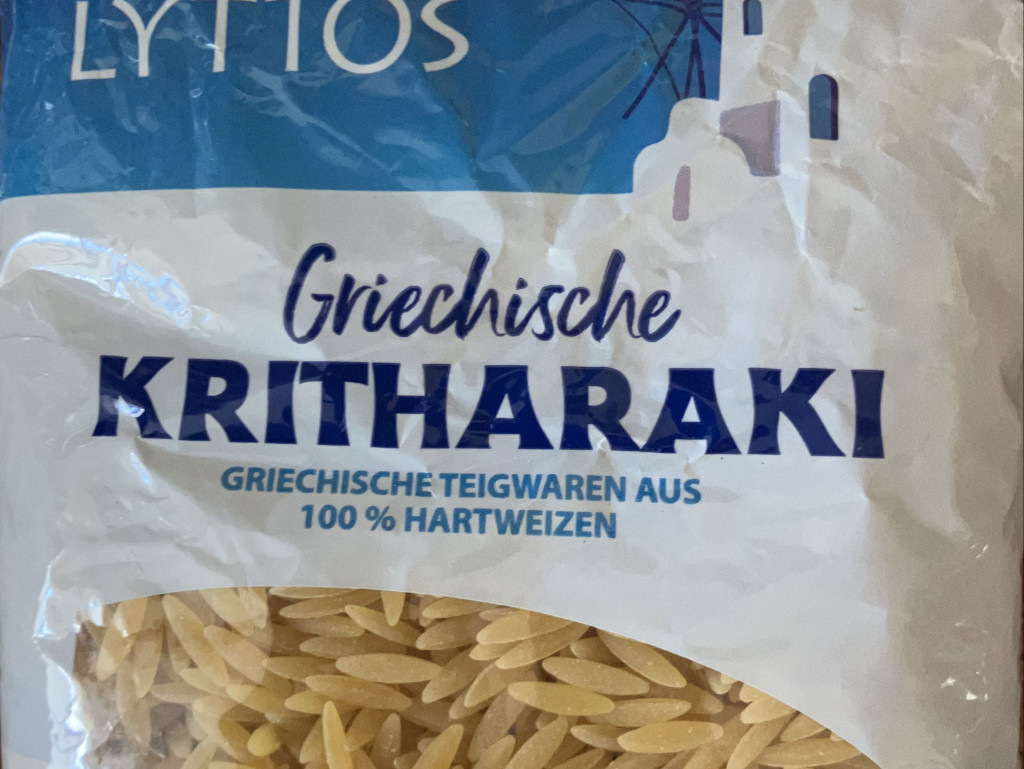 LYTTOS
Griechische
KRITHARAKI
GRIECHISCHE TEIGWAREN AUS
100 % HARTWEIZEN